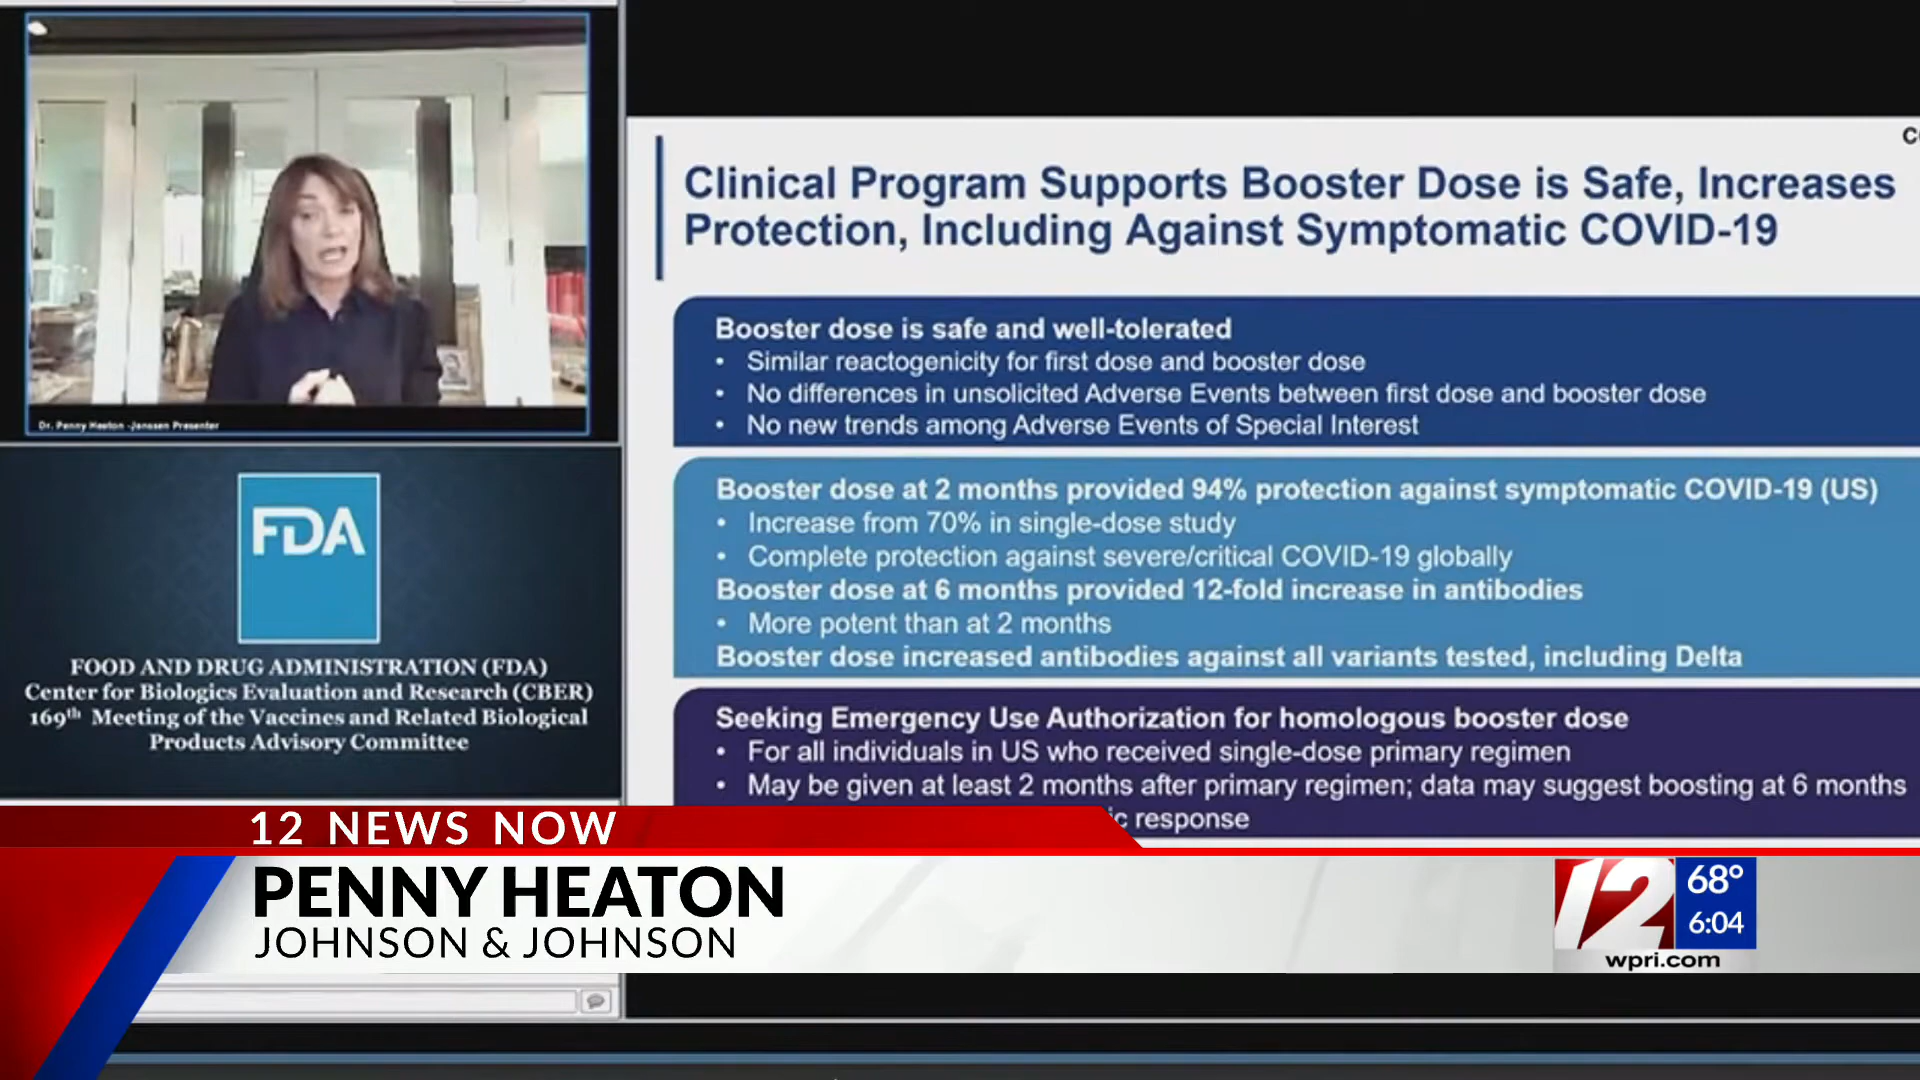 Dr. Penny Heaton -Janssen Presenter
FDA
FOOD AND DRUG ADMINISTRATION (FDA)
Center for Biologics Evaluation and Research (CBER)
169th Meeting of the Vaccines and Related Biological
Products Advisory Committee
Clinical Program Supports Booster Dose is Safe, Increases
Protection, Including Against Symptomatic COVID-19
Booster dose is safe and well-tolerated
• Similar reactogenicity for first dose and booster dose
• No differences in unsolicited Adverse Events between first dose and booster dose
• No new trends among Adverse Events of Special Interest
Booster dose at 2 months provided 94% protection against symptomatic COVID-19 (US)
• Increase from 70% in single-dose study
• Complete protection against severe/critical COVID-19 globally
Booster dose at 6 months provided 12-fold increase in antibodies
• More potent than at 2 months
Booster dose increased antibodies against all variants tested, including Delta
Seeking Emergency Use Authorization for homologous booster dose
• For all individuals in US who received single-dose primary regimen
• May be given at least 2 months after primary regimen; data may suggest boosting at 6 months
response
12 NEWS NOW
PENNY HEATON
JOHNSON & JOHNSON
12
68°
6:04
wpri.com